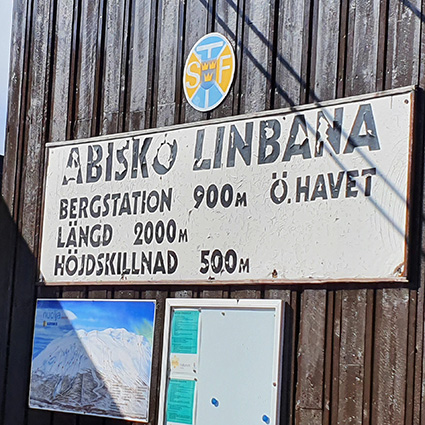 STF
ABISKO LINBANA
BERGSTATION 900M Ö.HAVET
LÄNGD 2000M
HÖJDSKILLNAD 500M